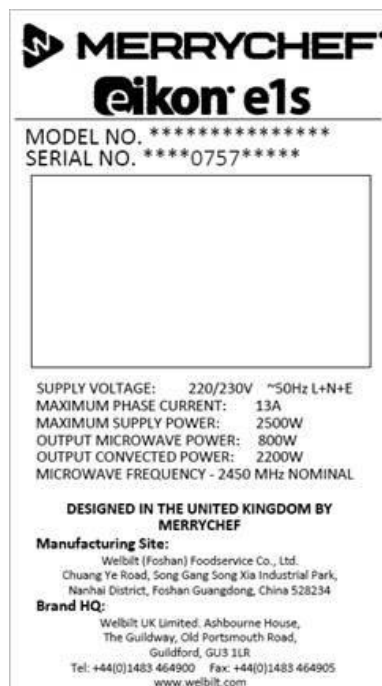 MERRYCHEF
eikon e1s
MODEL NO. ***************
SERIAL NO. ****0757*****
SUPPLY VOLTAGE: 220/230V ~50Hz L+N+E
MAXIMUM PHASE CURRENT: 13A
MAXIMUM SUPPLY POWER: 2500W
OUTPUT MICROWAVE POWER: 800W
OUTPUT CONVECTED POWER: 2200W
MICROWAVE FREQUENCY - 2450 MHz NOMINAL
DESIGNED IN THE UNITED KINGDOM BY
MERRYCHEF
Manufacturing Site:
Welbilt (Foshan) Foodservice Co., Ltd.
Chuang Ye Road, Song Gang Song Xia Industrial Park,
Nanhai District, Foshan Guangdong, China 528234
Brand HQ:
Welbilt UK Limited. Ashbourne House,
The Guildway, Old Portsmouth Road,
Guildford, GU3 1LR
Tel: +44(0)1483 464900 Fax: +44(0)1483 464905
www.welbilt.com